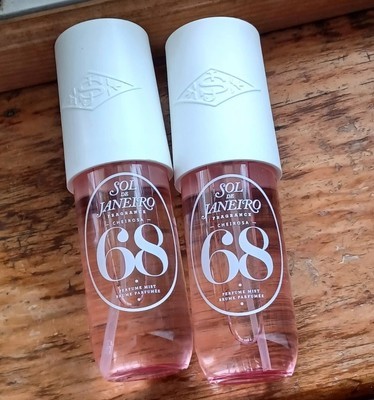 SOL
DE
JANEIRO
FRAGRANCE
CHEIROSA
68
PERFUME MIST
BRUME PARFUMÉE
SOL
DE
JANEIRO
FRAGRANCE
CHEIROSA
68
PERFUME MIST
BRUME PARFUMÉE